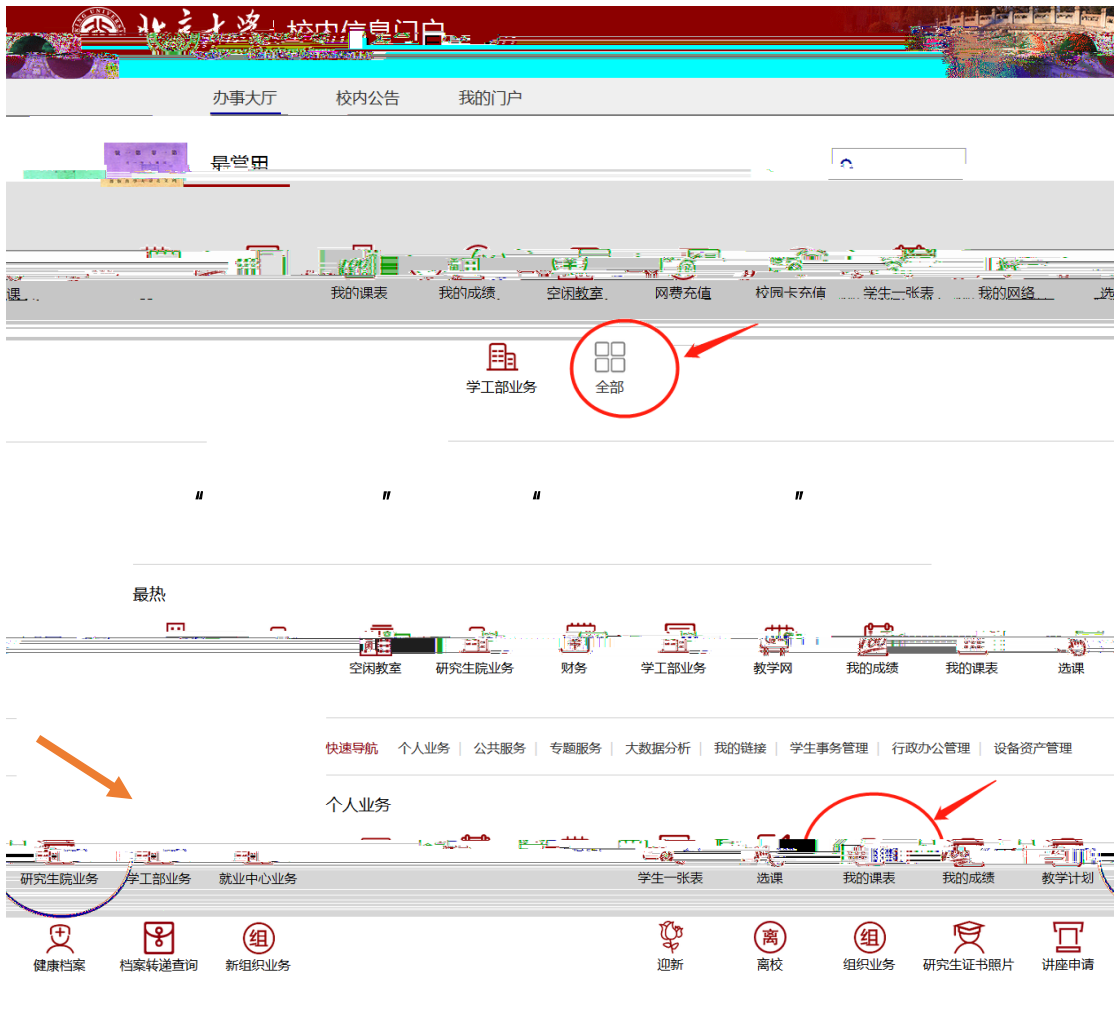 北京大学 校内信息门户
办事大厅 校内公告 我的门户
最常用
我的课表 我的成绩 空闲教室 网费充值 校园卡充值 学生一张表 我的网络 选
学工部业务 全部
" " " "
最热
空闲教室 研究生院业务 财务 学工部业务 教学网 我的成绩 我的课表 选课
快速导航 个人业务 | 公共服务 | 专题服务 | 大数据分析 | 我的链接 | 学生事务管理 | 行政办公管理 | 设备资产管理
个人业务
研究生院业务 学工部业务 就业中心业务 学生一张表 选课 我的课表 我的成绩 教学计划
组 离 组
健康档案 档案转递查询 新组织业务 迎新 离校 组织业务 研究生证书照片 讲座申请